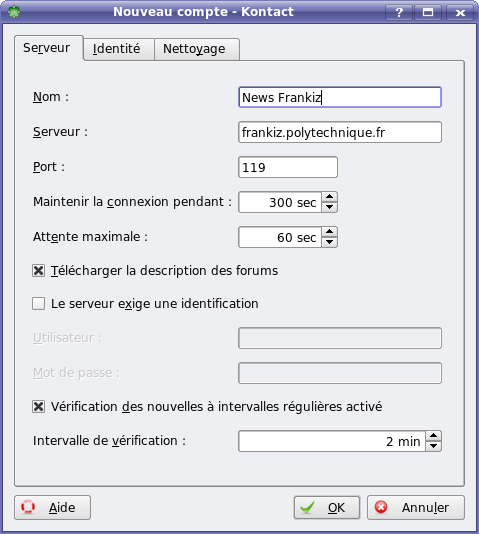 Nouveau compte - Kontact
Serveur Identité Nettoyage
Nom : News Frankiz
Serveur : frankiz.polytechnique.fr
Port : 119
Maintenir la connexion pendant : 300 sec
Attente maximale : 60 sec
Télécharger la description des forums
Le serveur exige une identification
Utilisateur :
Mot de passe :
Vérification des nouvelles à intervalles régulières activé
Intervalle de vérification : 2 min
Aide OK Annuler